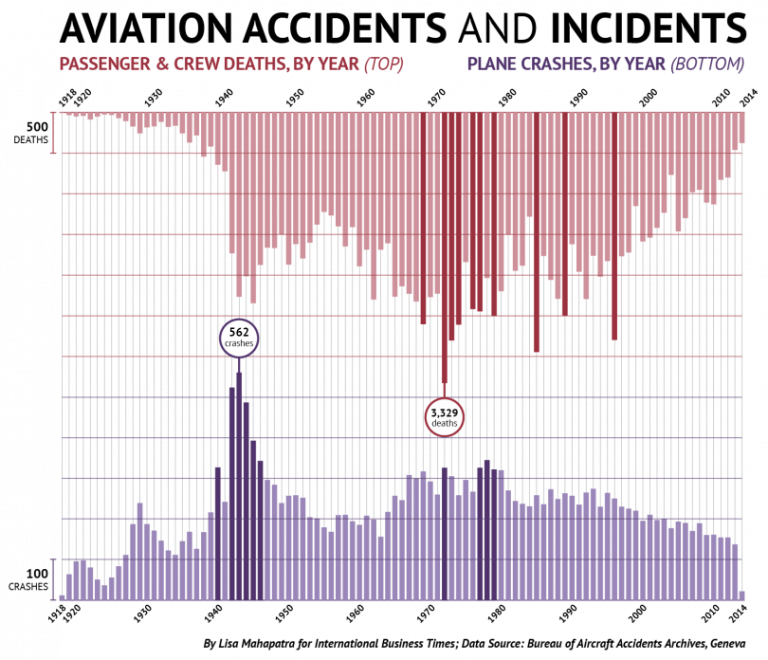 AVIATION ACCIDENTS AND INCIDENTS
PASSENGER & CREW DEATHS, BY YEAR (TOP)
PLANE CRASHES, BY YEAR (BOTTOM)
1918 1920 1930 1940 1950 1960 1970 1980 1990 2000 2010 2014
500
DEATHS
562
crashes
3,329
deaths
100
CRASHES
1918 1920 1930 1940 1950 1960 1970 1980 1990 2000 2010 2014
By Lisa Mahapatra for International Business Times; Data Source: Bureau of Aircraft Accidents Archives, Geneva